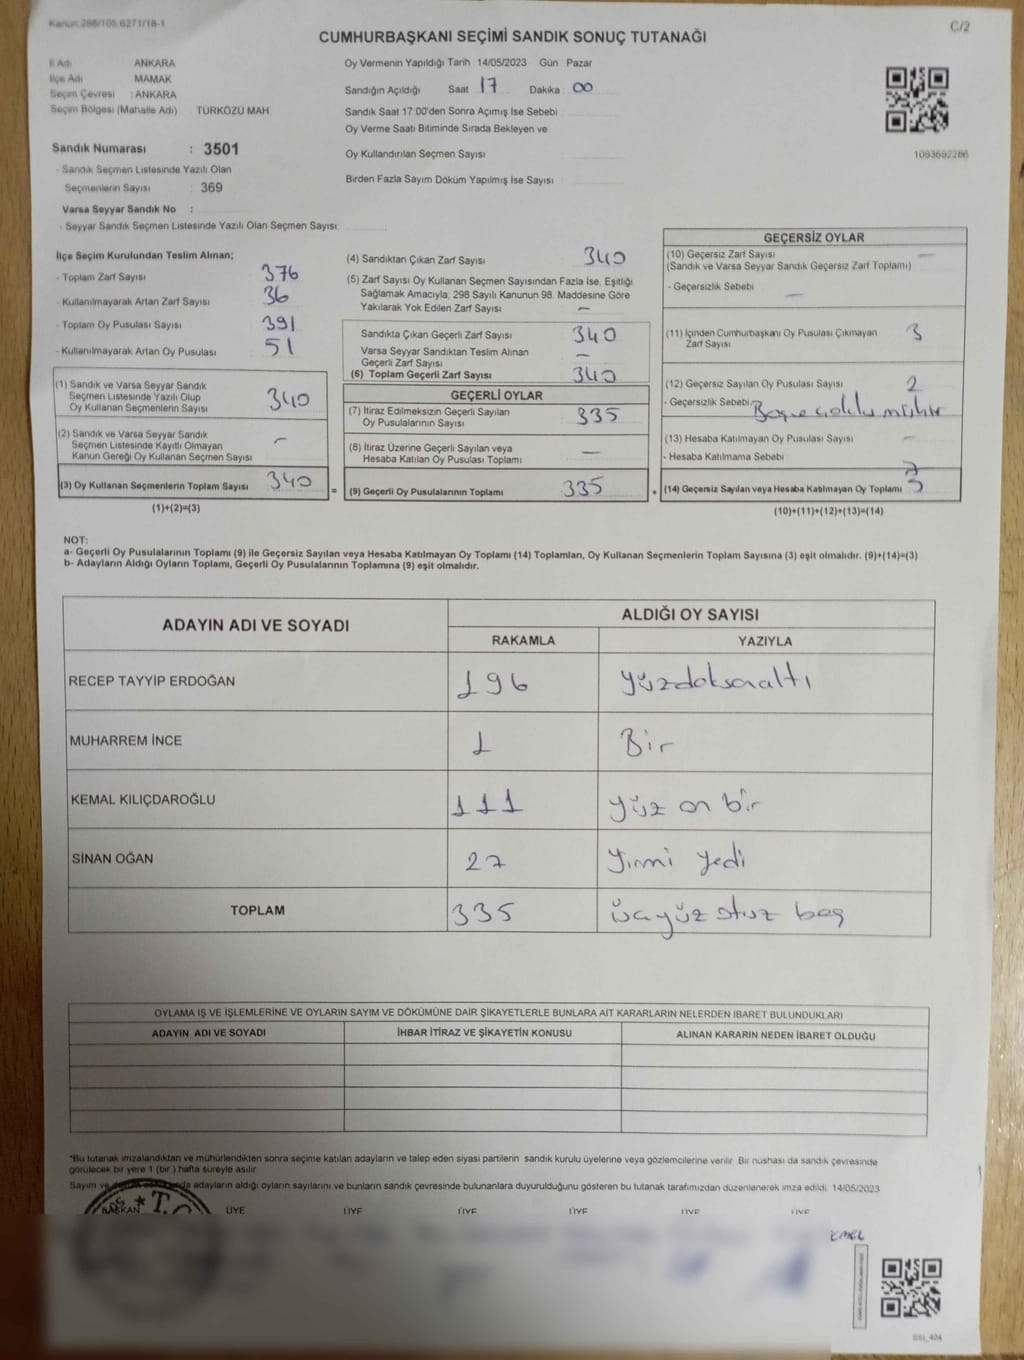 Kanun 298/105.6271/18-1
C/2
CUMHURBAŞKANI SEÇİMİ SANDIK SONUÇ TUTANAĞI
İl Adı ANKARA
İlçe Adı MAMAK
Seçim Çevresi : ANKARA
Seçim Bölgesi (Mahalle Adı) TÜRKÖZÜ MAH
Sandık Numarası : 3501
- Sandık Seçmen Listesinde Yazılı Olan
Seçmenlerin Sayısı : 369
Varsa Seyyar Sandık No :
- Seyyar Sandık Seçmen Listesinde Yazılı Olan Seçmen Sayısı:
Oy Vermenin Yapıldığı Tarih : 14/05/2023 Gün : Pazar
Sandığın Açıldığı Saat : 17 Dakika : 00
Sandık Saat 17:00'den Sonra Açımış İse Sebebi
Oy Verme Saati Bitiminde Sırada Bekleyen ve
Oy Kullandırılan Seçmen Sayısı
Birden Fazla Sayım Döküm Yapılmış İse Sayısı
1093692286
İlçe Seçim Kurulundan Teslim Alınan;
- Toplam Zarf Sayısı 376
- Kullanılmayarak Artan Zarf Sayısı 36
- Toplam Oy Pusulası Sayısı 391
- Kullanılmayarak Artan Oy Pusulası 51
(1) Sandık ve Varsa Seyyar Sandık
Seçmen Listesinde Yazılı Olup
Oy Kullanan Seçmenlerin Sayısı 340
(2) Sandık ve Varsa Seyyar Sandık
Seçmen Listesinde Kayıtlı Olmayan
Kanun Gereği Oy Kullanan Seçmen Sayısı -
(3) Oy Kullanan Seçmenlerin Toplam Sayısı 340
(1)+(2)=(3)
(4) Sandıktan Çıkan Zarf Sayısı 340
(5) Zarf Sayısı Oy Kullanan Seçmen Sayısından Fazla İse, Eşitliği
Sağlamak Amacıyla, 298 Sayılı Kanunun 98. Maddesine Göre
Yakılarak Yok Edilen Zarf Sayısı -
Sandıkta Çıkan Geçerli Zarf Sayısı 340
Varsa Seyyar Sandıktan Teslim Alınan
Geçerli Zarf Sayısı -
(6) Toplam Geçerli Zarf Sayısı 340
GEÇERLİ OYLAR
(7) İtiraz Edilmeksizin Geçerli Sayılan
Oy Pusulalarının Sayısı 335
(8) İtiraz Üzerine Geçerli Sayılan veya
Hesaba Katılan Oy Pusulası Toplamı -
= (9) Geçerli Oy Pusulalarının Toplamı 335 +
GEÇERSİZ OYLAR
(10) Geçersiz Zarf Sayısı -
(Sandık ve Varsa Seyyar Sandık Geçersiz Zarf Toplamı)
- Geçersizlik Sebebi -
(11) İçinden Cumhurbaşkanı Oy Pusulası Çıkmayan 3
Zarf Sayısı
(12) Geçersiz Sayılan Oy Pusulası Sayısı 2
- Geçersizlik Sebebi:
(13) Hesaba Katılmayan Oy Pusulası Sayısı -
- Hesaba Katılmama Sebebi
(14) Geçersiz Sayılan veya Hesaba Katılmayan Oy Toplamı
(10)+(11)+(12)+(13)=(14)
NOT:
a- Geçerli Oy Pusulalarının Toplamı (9) ile Geçersiz Sayılan veya Hesaba Katılmayan Oy Toplamı (14) Toplamları, Oy Kullanan Seçmenlerin Toplam Sayısına (3) eşit olmalıdır. (9)+(14)=(3)
b- Adayların Aldığı Oyların Toplamı, Geçerli Oy Pusulalarının Toplamına (9) eşit olmalıdır.
ADAYIN ADI VE SOYADI ALDIĞI OY SAYISI
RAKAMLA YAZIYLA
RECEP TAYYİP ERDOĞAN 196 yüzdoksanaltı
MUHARREM İNCE 1 Bir
KEMAL KILIÇDAROĞLU 111 yüz on bir
SİNAN OĞAN 27 yirmi yedi
TOPLAM 335 üçyüz otuz beş
OYLAMA İŞ VE İŞLEMLERİNE VE OYLARIN SAYIM VE DÖKÜMÜNE DAİR ŞİKAYETLERLE BUNLARA AİT KARARLARIN NELERDEN İBARET BULUNDUKLARI
ADAYIN ADI VE SOYADI İHBAR İTİRAZ VE ŞİKAYETİN KONUSU ALINAN KARARIN NEDEN İBARET OLDUĞU
"Bu tutanak imzalandıktan ve mühürlendikten sonra seçime katılan adayların ve talep eden siyasi partilerin sandık kurulu üyelerine veya gözlemcilerine verilir. Bir nüshası da sandık çevresinde
görülecek bir yere 1 (bir ) hafta süreyle asılır.
Sayım ve adayların aldığı oyların sayılarını ve bunların sandık çevresinde bulunanlara duyurulduğunu gösteren bu tutanak tarafımızdan düzenlenerek imza edildi. 14/05/2023
BAŞKAN ÜYE ÜYE ÜYE ÜYE ÜYE ÜYE
T.C.
EMEL